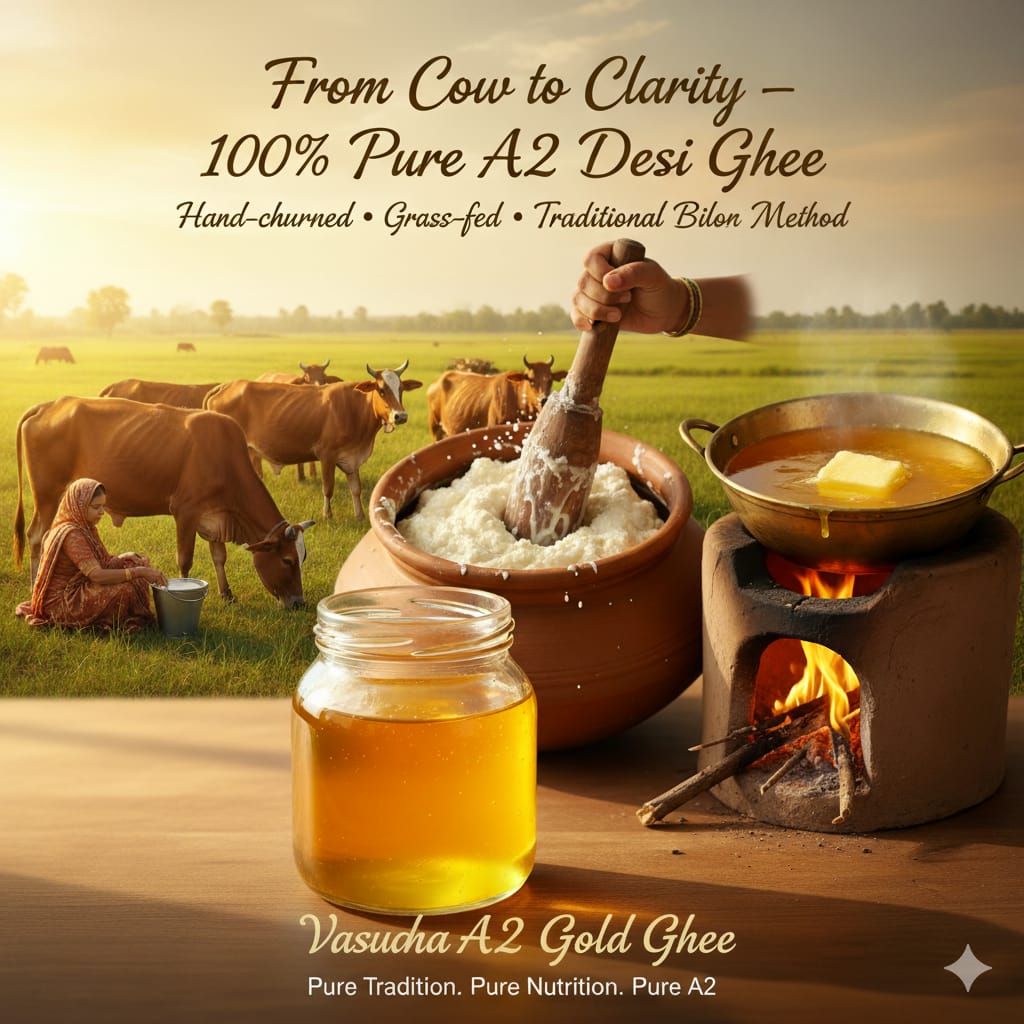 From Cow to Clarity –
100% Pure A2 Desi Ghee
Hand-churned • Grass-fed • Traditional Bilon Method
Vasucha A2 Gold Ghee
Pure Tradition. Pure Nutrition. Pure A2